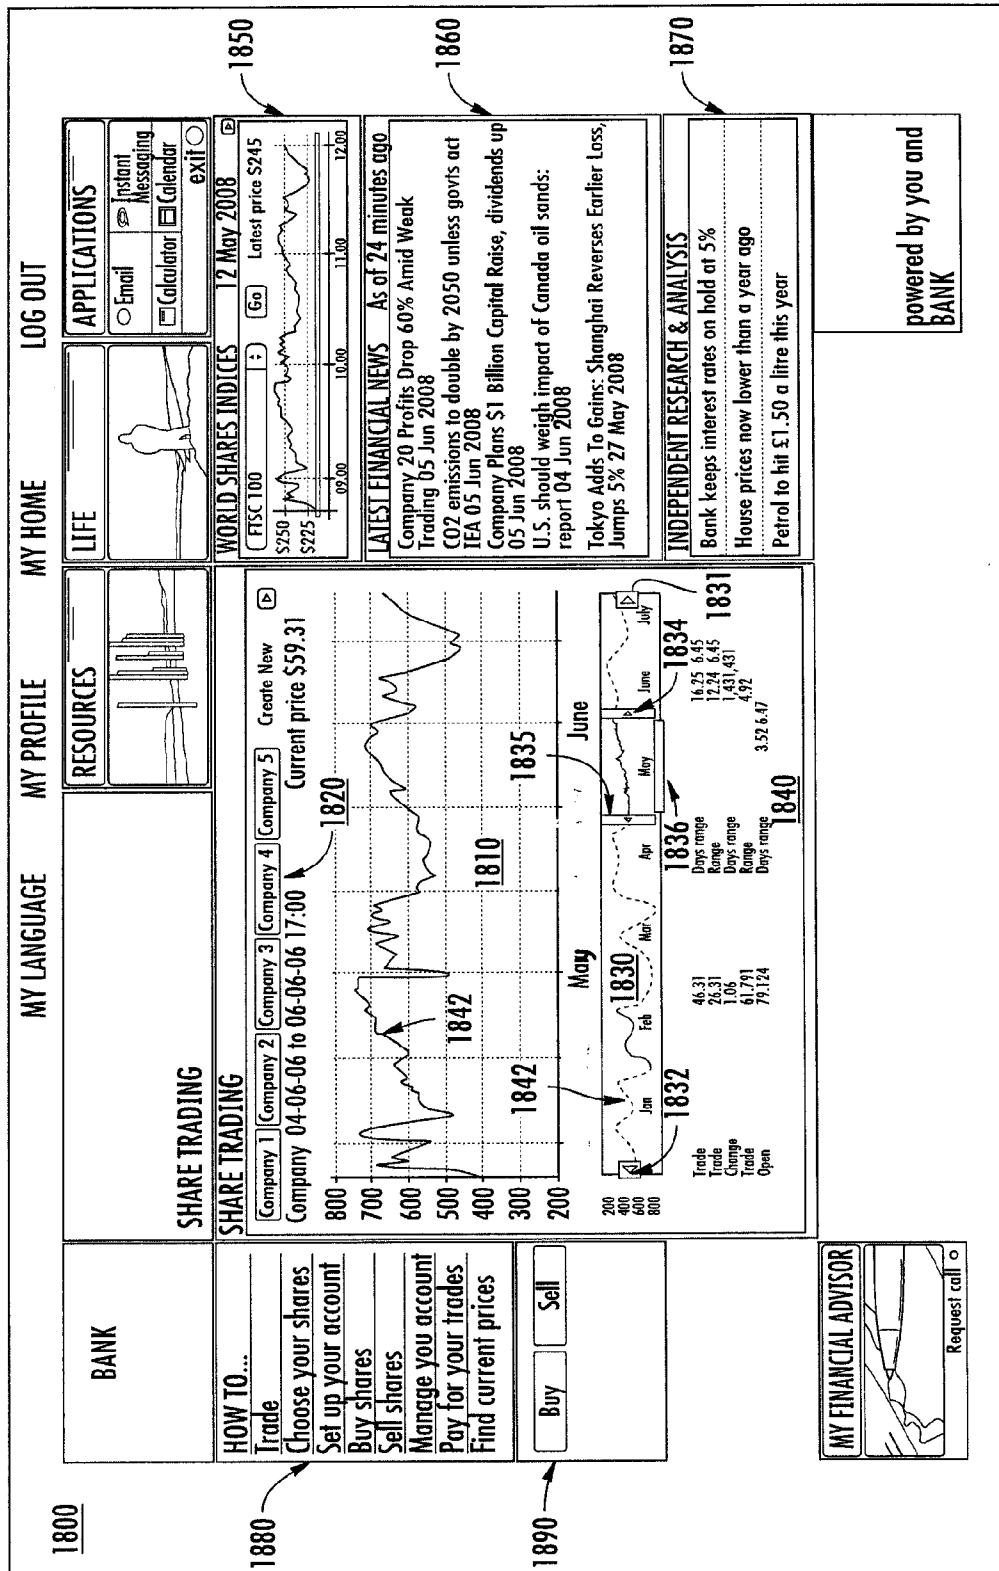 1800
MY LANGUAGE
MY PROFILE
MY HOME
LOG OUT
BANK
SHARE TRADING
RESOURCES
LIFE
APPLICATIONS
Email
Instant Messaging
Calculator
Calendar
exit
1880
HOW TO...
Trade
Choose your shares
Set up your account
Buy shares
Sell shares
Manage you account
Pay for your trades
Find current prices
1890
Buy
Sell
MY FINANCIAL ADVISOR
Request call
SHARE TRADING
Company 1
Company 2
Company 3
Company 4
Company 5
Create New
Company 04-06-06 to 06-06-06 17:00
1820
Current price $59.31
800
700
600
500
400
300
200
1842
1810
May
June
1842
1835
1832
1830
1836
1834
1831
200
400
600
800
Jan
Feb
Mar
Apr
May
June
July
Trade 46.31 Days range 16.25 6.45
Trade 26.31 Range 12.24 6.45
Change 1.06 Days range 1,431,431
Trade 61.791 Range 4.92
Open 79.124 Days range 3.52 6.47
1840
WORLD SHARES INDICES 12 May 2008
FTSC 100
Go
Latest price $245
$250
$225
09.00
10.00
11.00
12.00
1850
LATEST FINANCIAL NEWS As of 24 minutes ago
Company 20 Profits Drop 60% Amid Weak
Trading 05 Jun 2008
CO2 emissions to double by 2050 unless govts act
IEA 05 Jun 2008
Company Plans $1 Billion Capital Raise, dividends up
05 Jun 2008
U.S. should weigh impact of Canada oil sands:
report 04 Jun 2008
Tokyo Adds To Gains: Shanghai Reverses Earlier Loss,
Jumps 5% 27 May 2008
1860
INDEPENDENT RESEARCH & ANALYSIS
Bank keeps interest rates on hold at 5%
House prices now lower than a year ago
Petrol to hit £1.50 a litre this year
1870
powered by you and
BANK